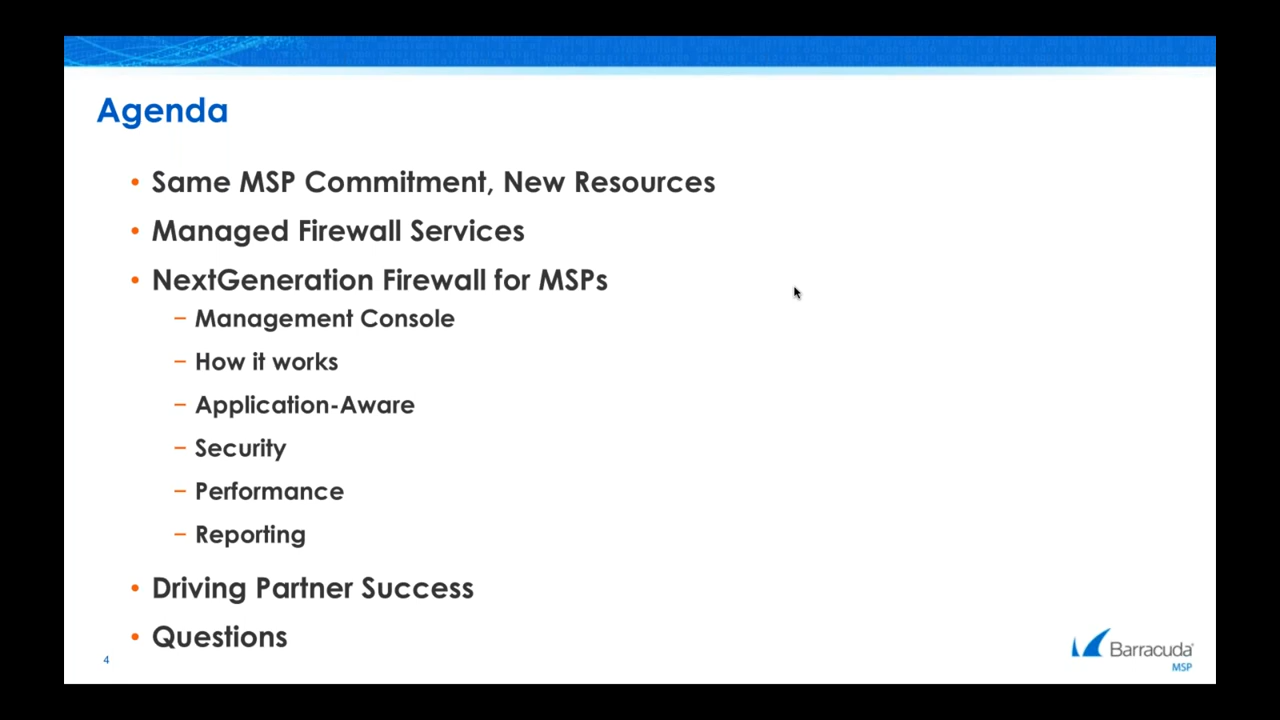 Agenda
• Same MSP Commitment, New Resources
• Managed Firewall Services
• NextGeneration Firewall for MSPs
– Management Console
– How it works
– Application-Aware
– Security
– Performance
– Reporting
• Driving Partner Success
• Questions
4
Barracuda
MSP